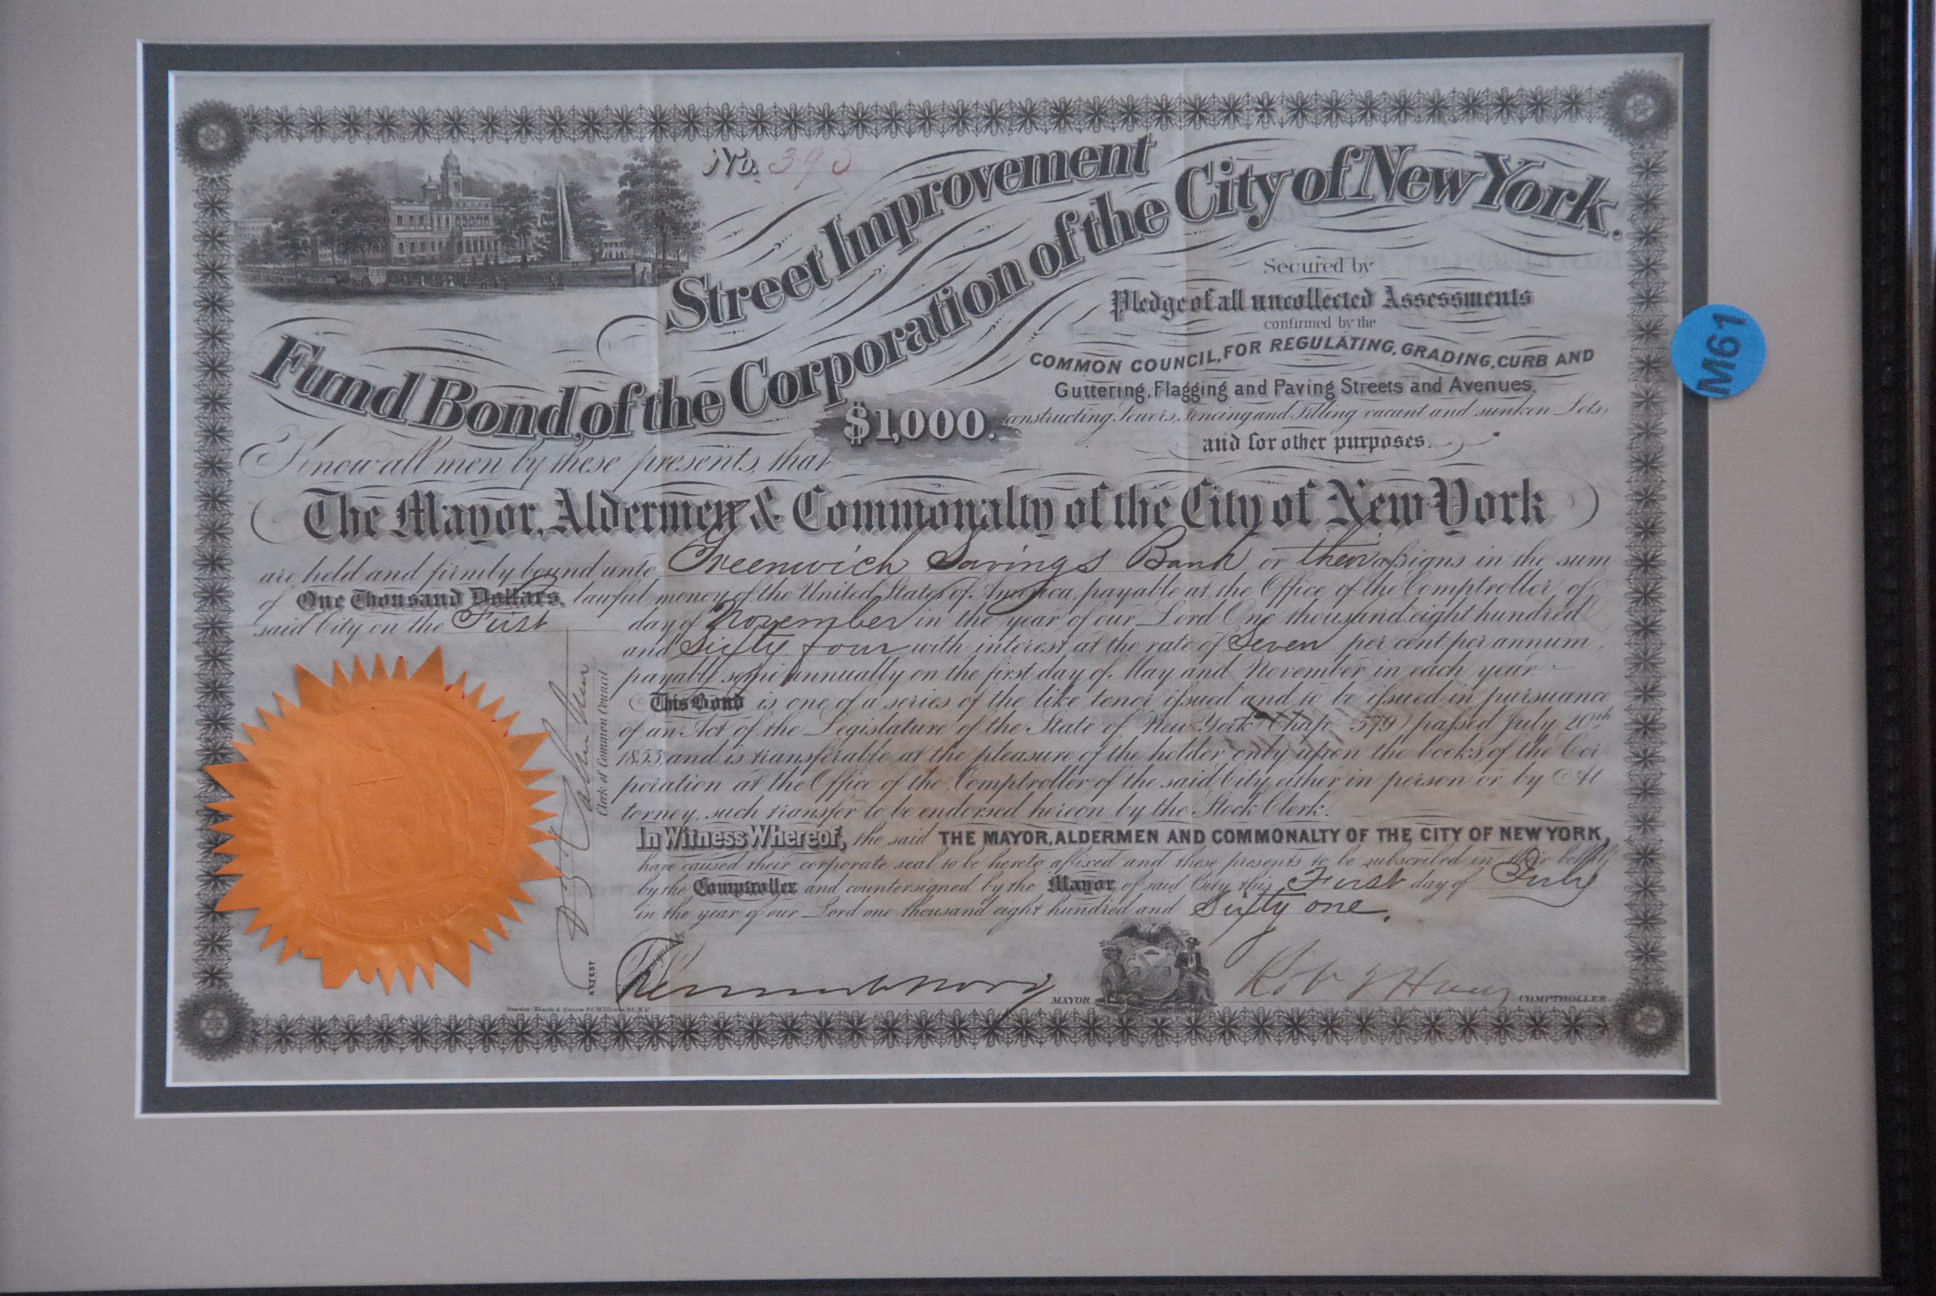 No. 395
Street Improvement
Fund Bond, of the Corporation of the City of New York.
Secured by
Pledge of all uncollected Assessments
confirmed by the
COMMON COUNCIL, FOR REGULATING, GRADING, CURB AND
Guttering, Flagging and Paving Streets and Avenues,
constructing Sewers, Fencing and Filling vacant and sunken Lots,
and for other purposes.
$1,000.
Know all men by these presents, that
The Mayor, Aldermen & Commonalty of the City of New York
are held and firmly bound unto Greenwich Savings Bank or their assigns in the sum
of One Thousand Dollars, lawful money of the United States of America, payable at the Office of the Comptroller of
said City on the First day of November in the year of our Lord One thousand eight hundred
and Sixty four with interest at the rate of Seven per cent per annum,
payable semi annually on the first day of May and November in each year
This Bond is one of a series of the like tenor issued and to be issued in pursuance
of an Act of the Legislature of the State of New York Chap. 579 passed July 20th
1853, and is transferable at the pleasure of the holder only upon the books of the Cor
poration at the Office of the Comptroller of the said City either in person or by At
torney, such transfer to be endorsed hereon by the Stock Clerk.
In Witness Whereof, the said THE MAYOR, ALDERMEN AND COMMONALTY OF THE CITY OF NEW YORK,
have caused their corporate seal to be hereto affixed and these presents to be subscribed in their behalf
by the Comptroller and countersigned by the Mayor of said City this First day of July
in the year of our Lord one thousand eight hundred and Sixty one.
ATTEST
Clerk of Common Council
MAYOR
COMPTROLLER.
M61